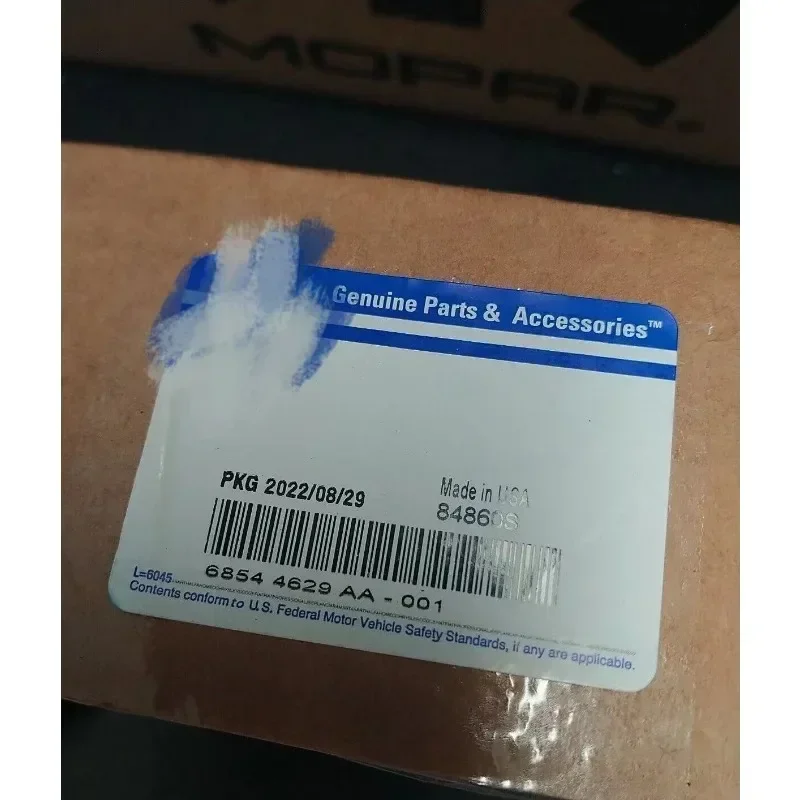 MOPAR.
Genuine Parts & Accessories™
PKG 2022/08/29
Made in USA
84860S
6854 4629 AA - 001
L=6045
Contents conform to U.S. Federal Motor Vehicle Safety Standards, if any are applicable.